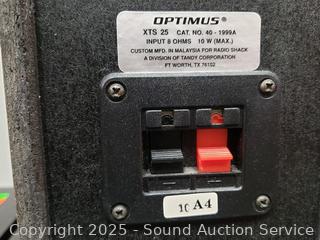 OPTIMUS®
XTS 25 CAT. NO. 40-1999A
INPUT 8 OHMS 10 W (MAX.)
CUSTOM MFD. IN MALAYSIA FOR RADIO SHACK
A DIVISION OF TANDY CORPORATION
FT WORTH, TX 76102
10 A4
Copyright 2025 - Sound Auction Service